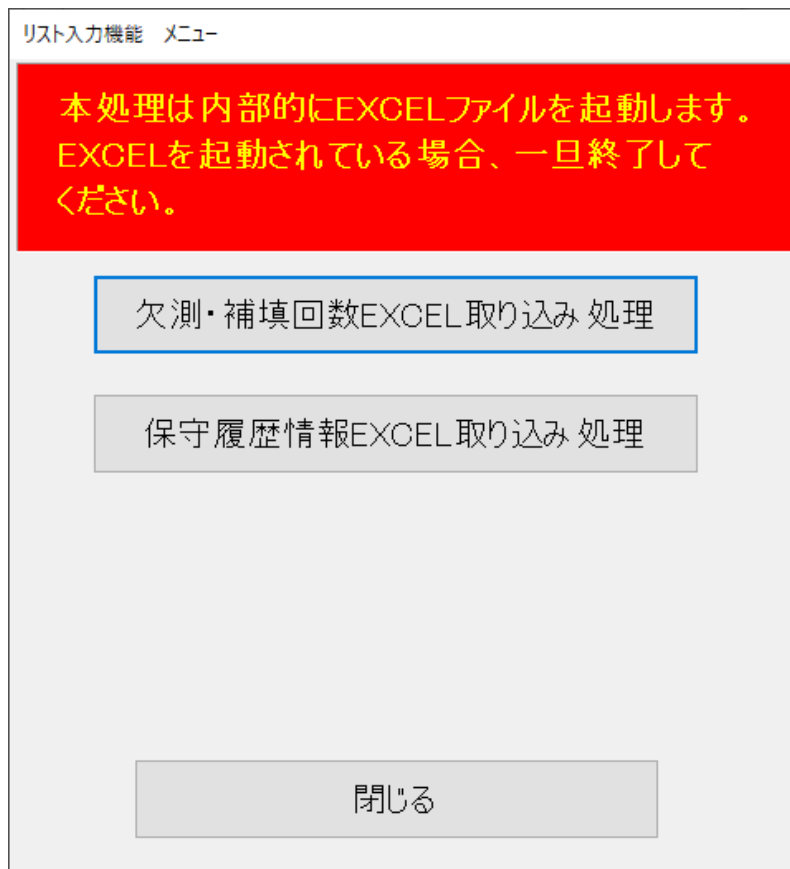 リスト入力機能　メニュー
本処理は内部的にEXCELファイルを起動します。
EXCELを起動されている場合、一旦終了して
ください。
欠測・補填回数EXCEL取り込み処理
保守履歴情報EXCEL取り込み処理
閉じる